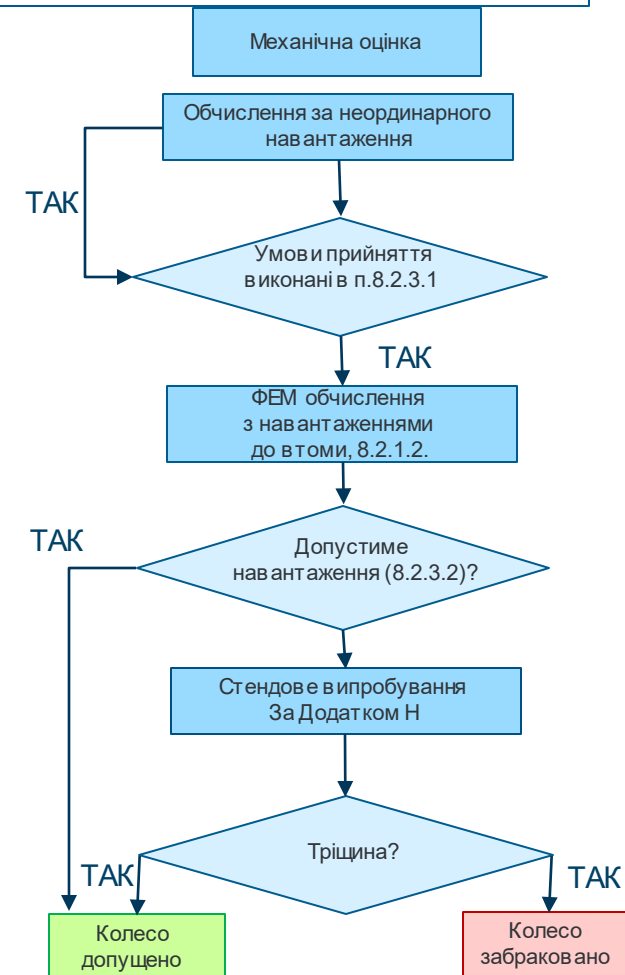 Механічна оцінка
Обчислення за неординарного
навантаження
ТАК
Умови прийняття
виконані в п.8.2.3.1
ТАК
ФЕМ обчислення
з навантаженнями
до втоми, 8.2.1.2.
ТАК
Допустиме
навантаження (8.2.3.2)?
Стендове випробування
За Додатком Н
Тріщина?
ТАК
ТАК
Колесо
допущено
Колесо
забраковано